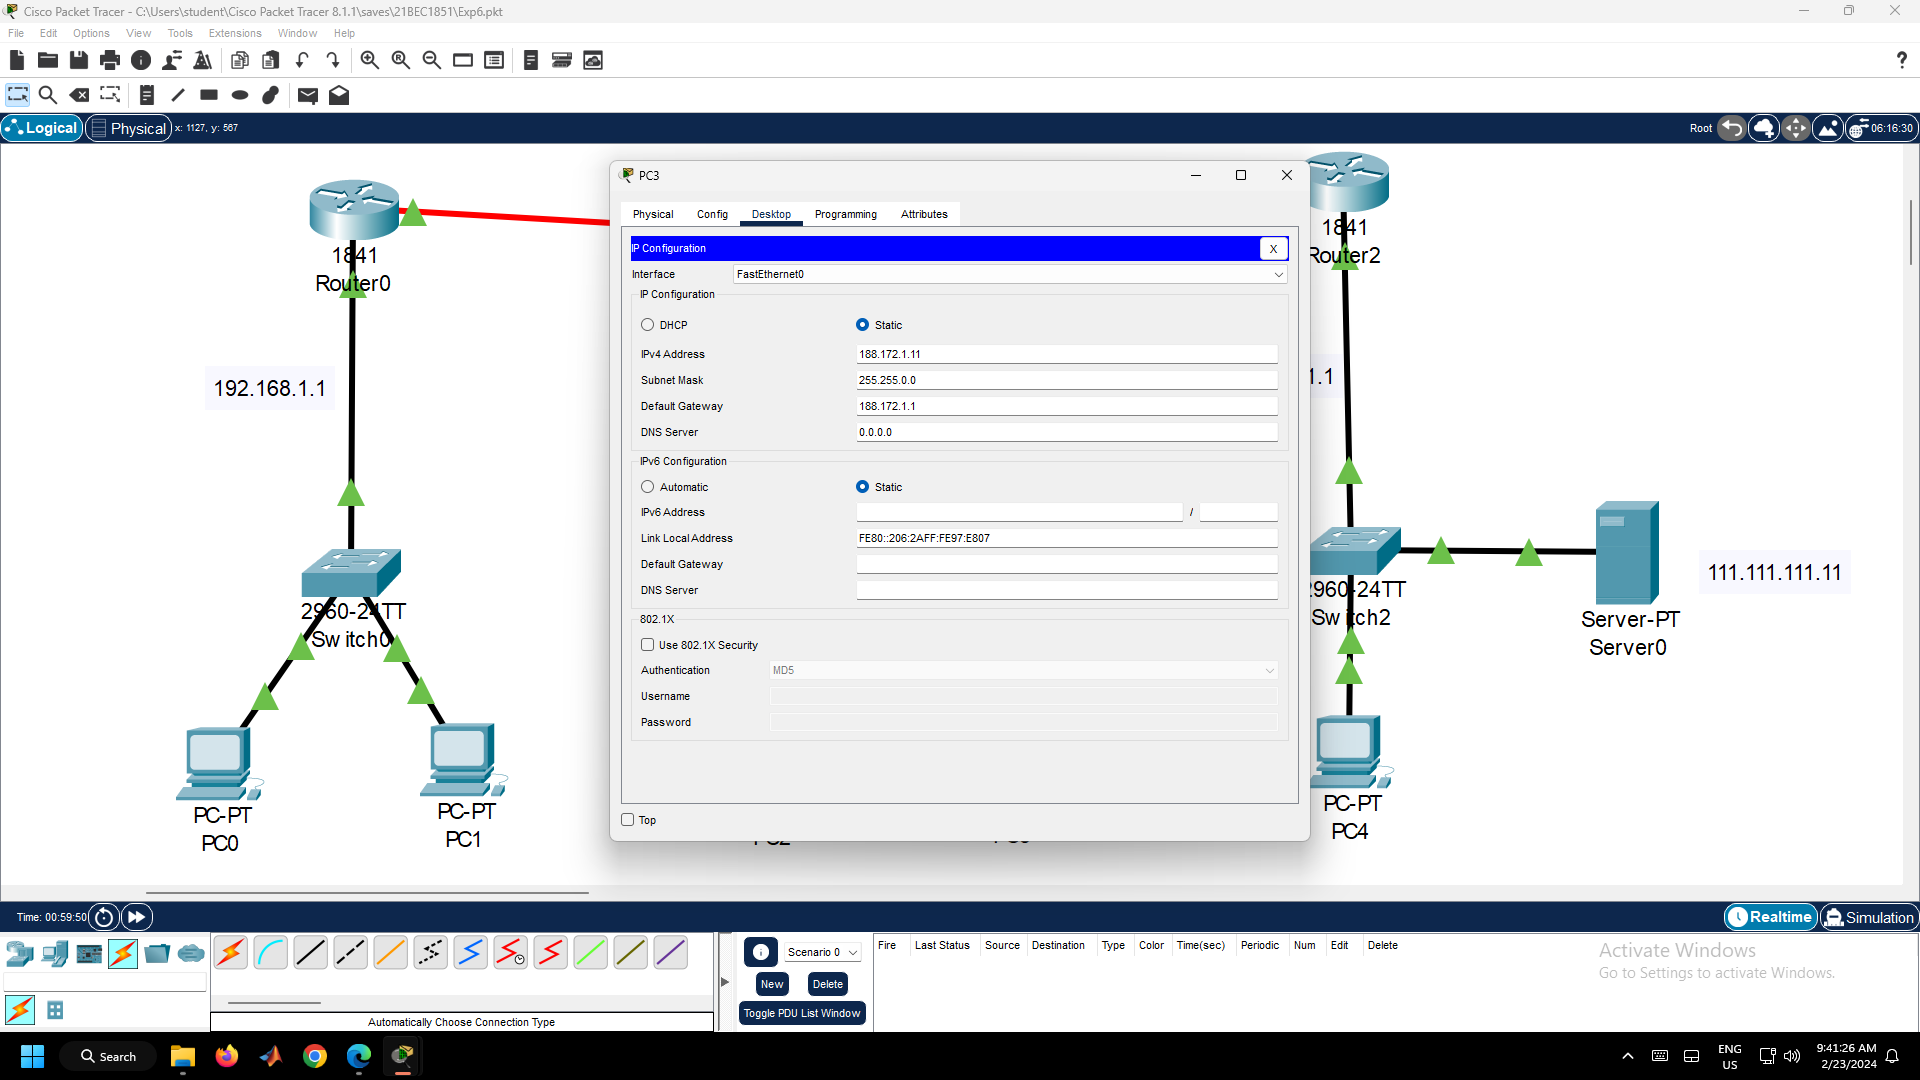 Cisco Packet Tracer - C:\Users\student\Cisco Packet Tracer 8.1.1\saves\21BEC1851\Exp6.pkt
File Edit Options View Tools Extensions Window Help
Logical Physical x: 1127, y: 567 Root 06:16:30
1841
Router0
192.168.1.1
2960-24TT
Switch0
PC-PT
PC0
PC-PT
PC1
PC3
Physical Config Desktop Programming Attributes
IP Configuration X
Interface FastEthernet0
IP Configuration
DHCP Static
IPv4 Address 188.172.1.11
Subnet Mask 255.255.0.0
Default Gateway 188.172.1.1
DNS Server 0.0.0.0
IPv6 Configuration
Automatic Static
IPv6 Address /
Link Local Address FE80::206:2AFF:FE97:E807
Default Gateway
DNS Server
802.1X
Use 802.1X Security
Authentication MD5
Username
Password
Top
1841
Router2
1.1
2960-24TT
Switch2
Server-PT
Server0
111.111.111.11
PC-PT
PC4
Time: 00:59:50 Realtime Simulation
Scenario 0
New Delete
Toggle PDU List Window
Fire Last Status Source Destination Type Color Time(sec) Periodic Num Edit Delete
Automatically Choose Connection Type
Activate Windows
Go to Settings to activate Windows.
Search
ENG
US
9:41:26 AM
2/23/2024